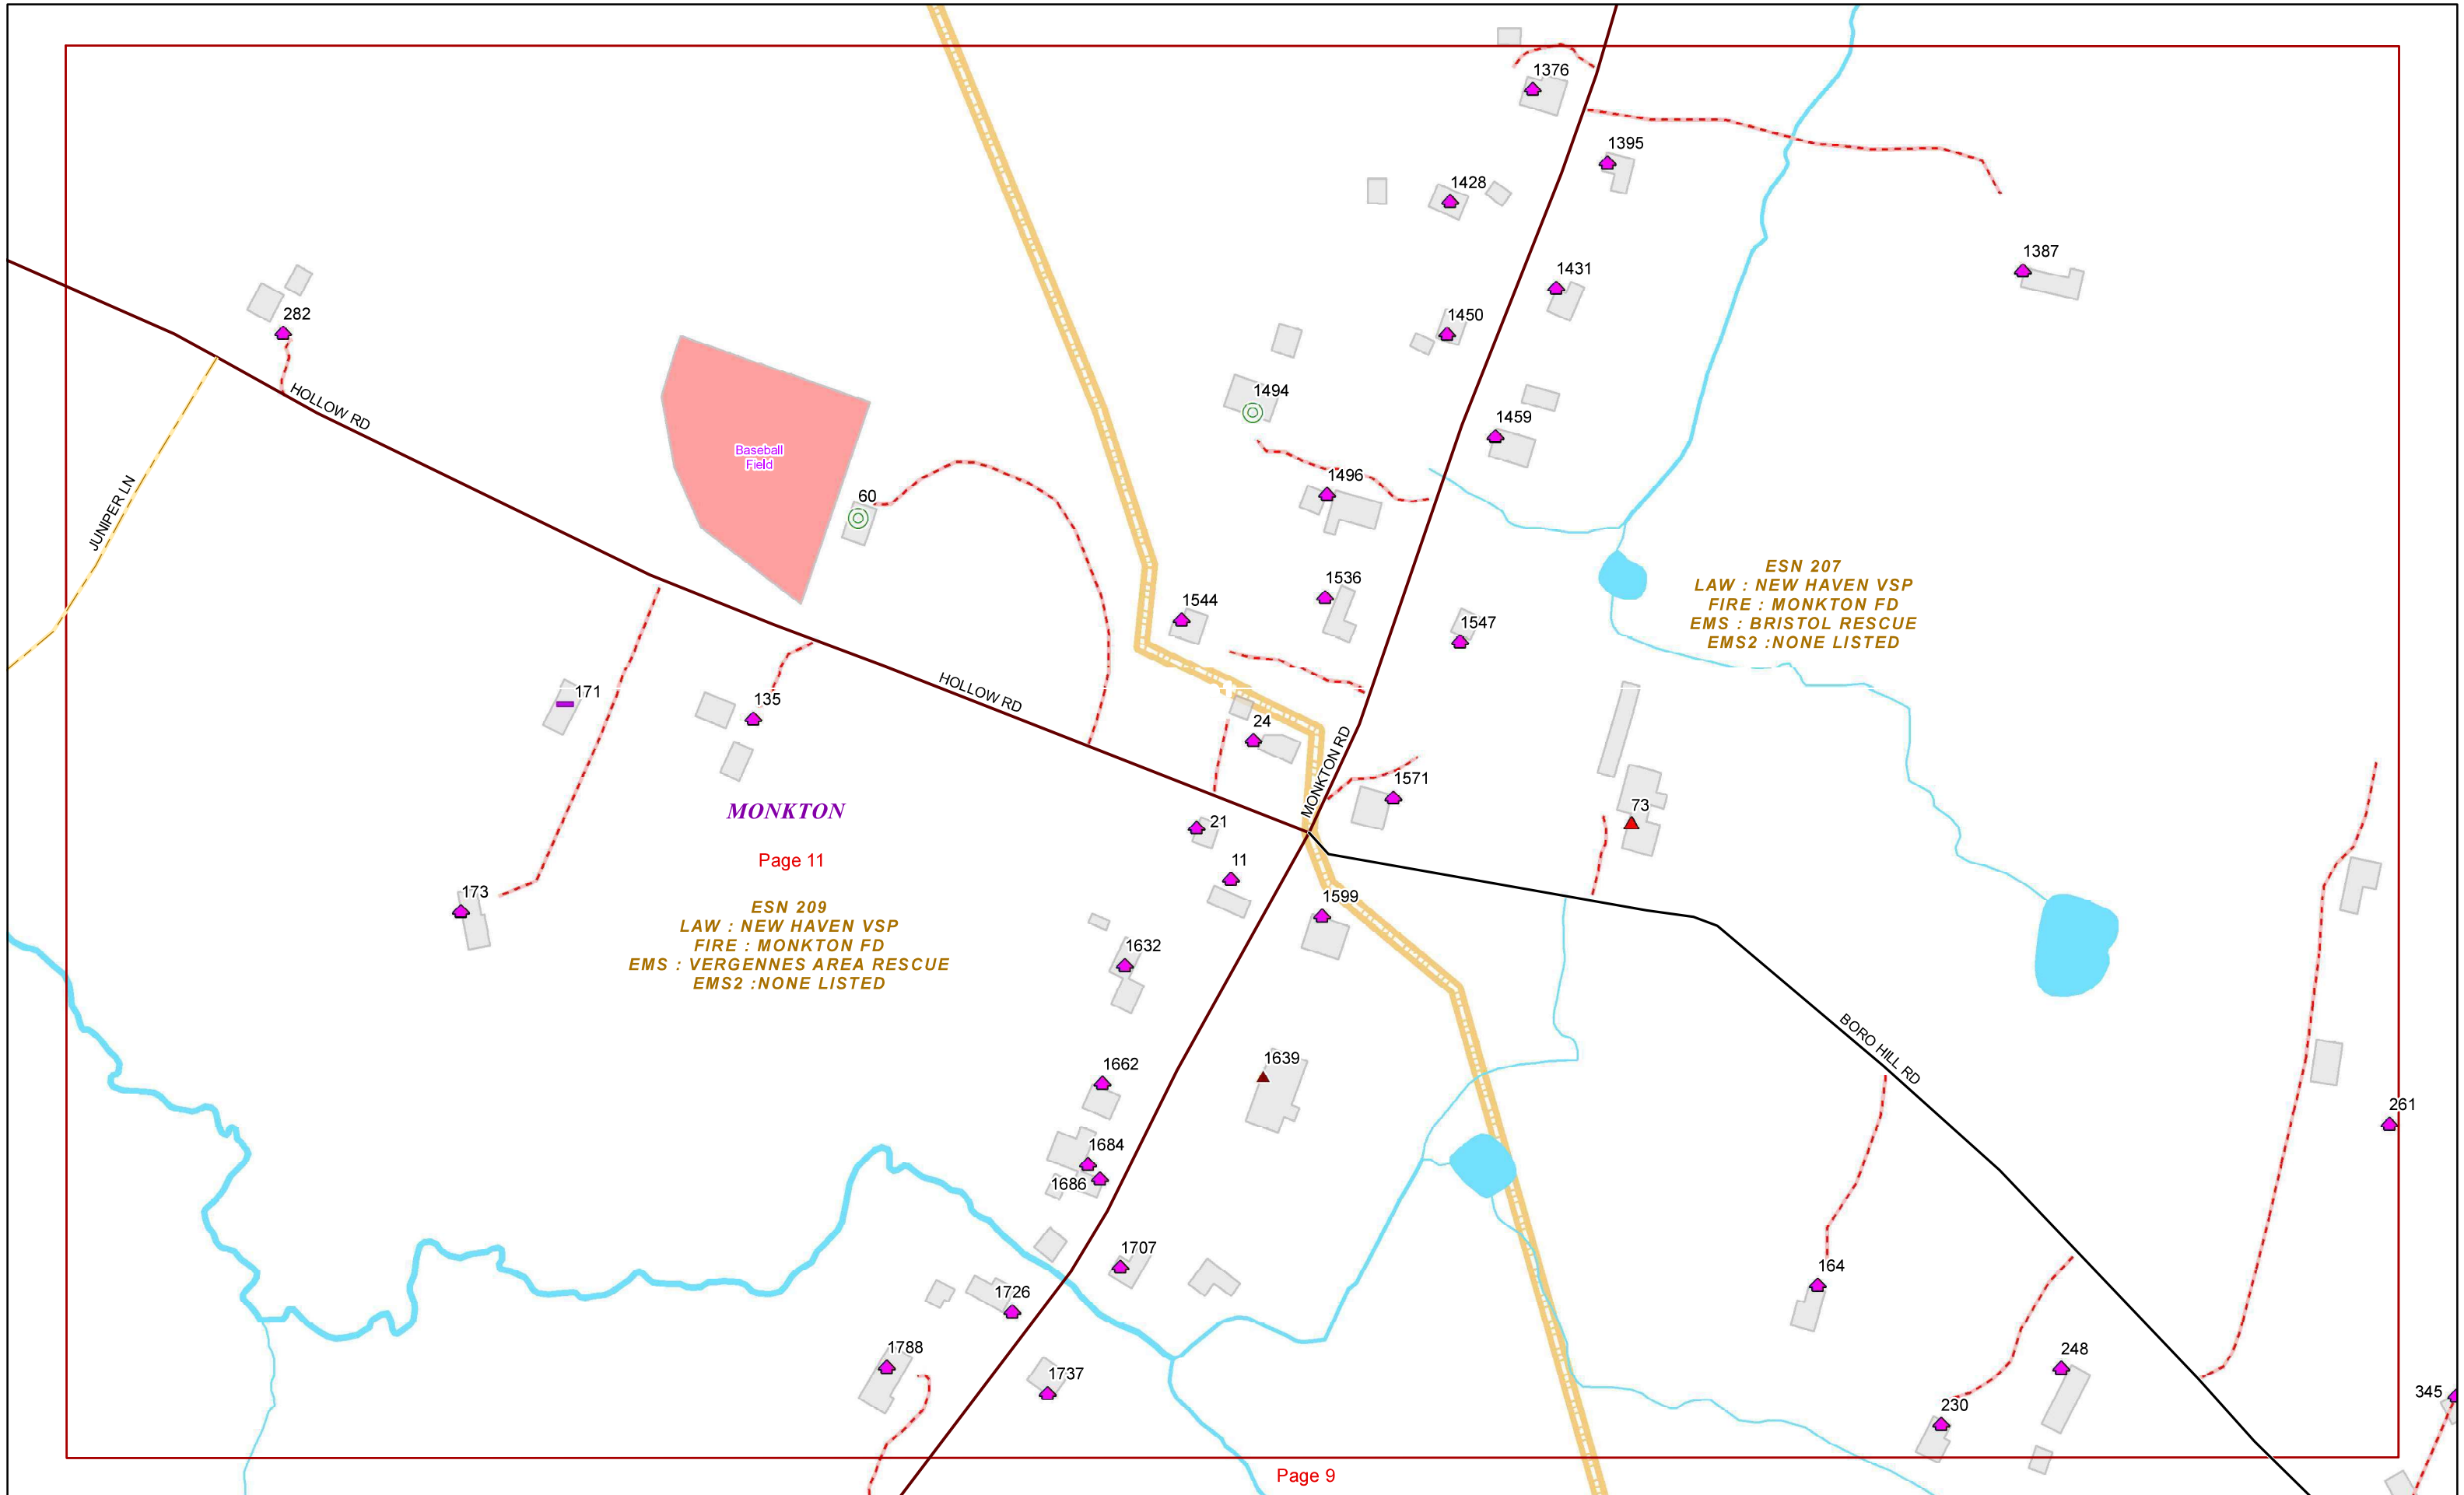 1376
1395
1428
1387
1431
282
1450
HOLLOW RD
1494
1459
Baseball
Field
1496
60
JUNIPER LN
ESN 207
LAW : NEW HAVEN VSP
FIRE : MONKTON FD
EMS : BRISTOL RESCUE
EMS2 :NONE LISTED
1536
1544
1547
171
135
HOLLOW RD
24
MONKTON RD
1571
73
MONKTON
21
Page 11
11
173
1599
ESN 209
LAW : NEW HAVEN VSP
FIRE : MONKTON FD
EMS : VERGENNES AREA RESCUE
EMS2 :NONE LISTED
1632
BORO HILL RD
1639
1662
261
1684
1686
1707
164
1726
1788
248
1737
345
230
Page 9